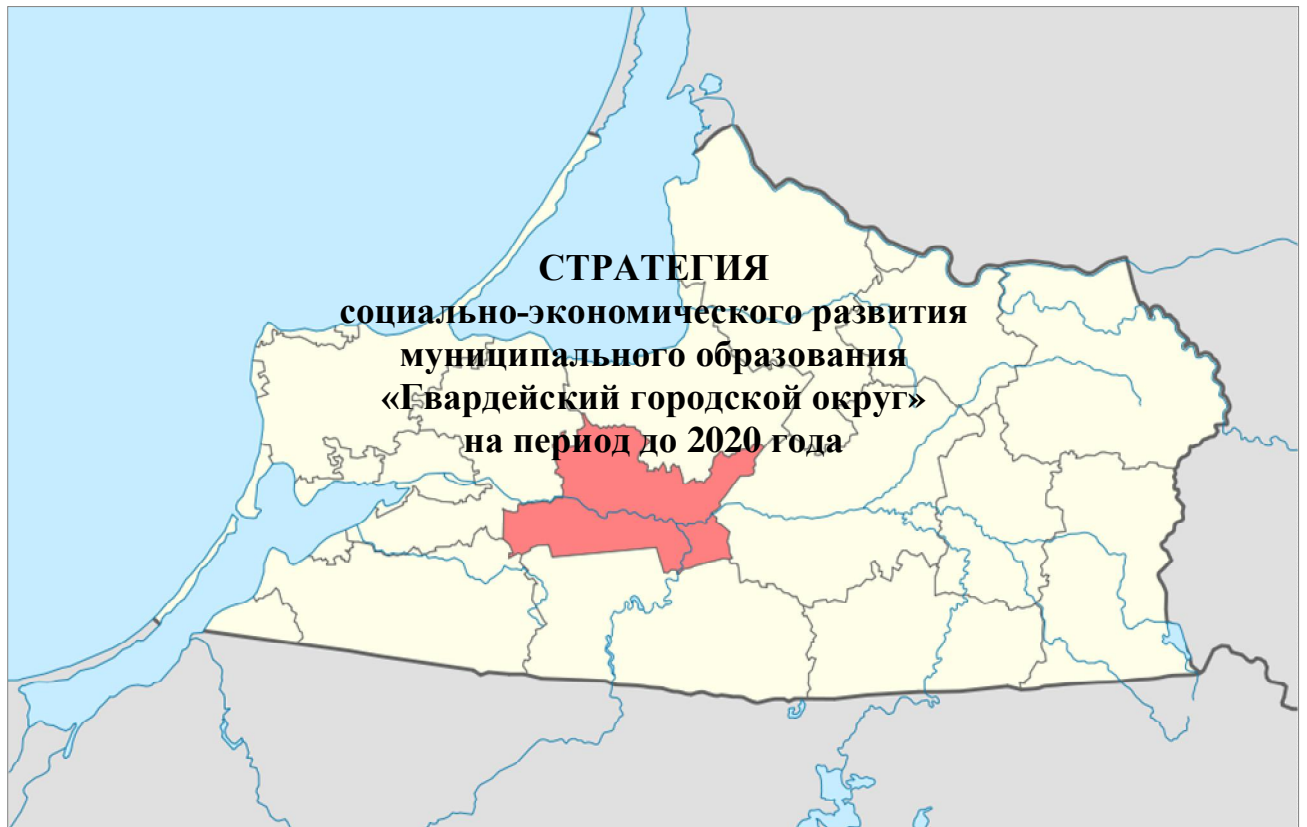 СТРАТЕГИЯ
социально-экономического развития
муниципального образования
«Гвардейский городской округ»
на период до 2020 года